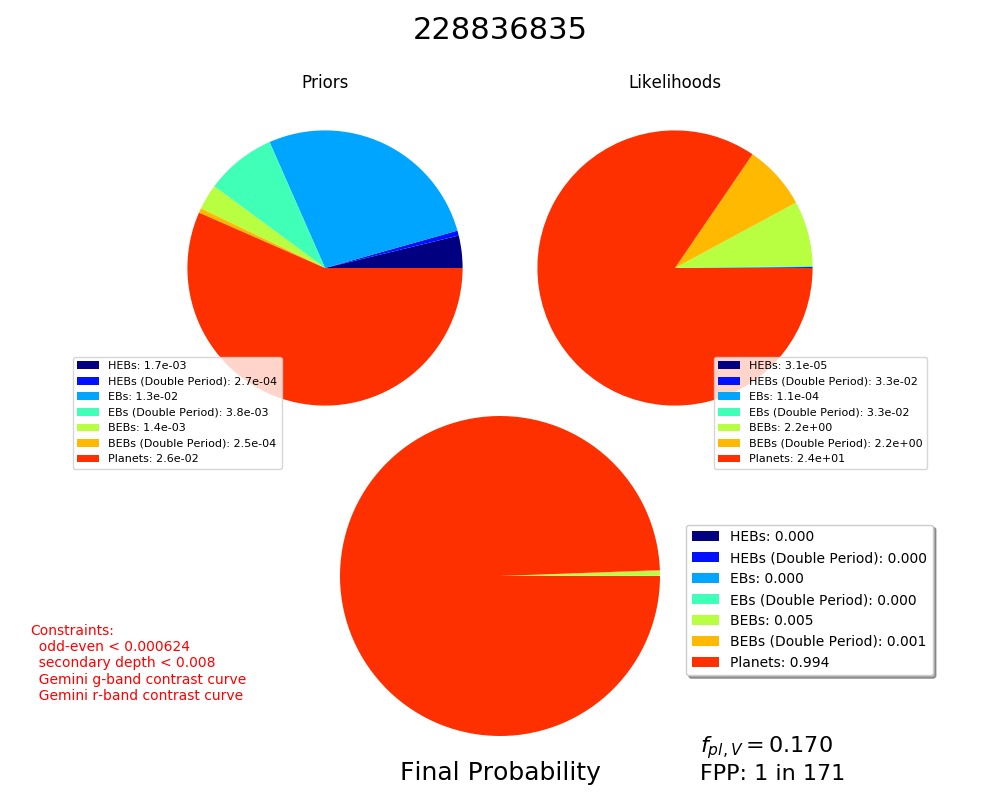 228836835
Priors
Likelihoods
HEBs: 1.7e-03
HEBs (Double Period): 2.7e-04
EBs: 1.3e-02
EBs (Double Period): 3.8e-03
BEBs: 1.4e-03
BEBs (Double Period): 2.5e-04
Planets: 2.6e-02
HEBs: 3.1e-05
HEBs (Double Period): 3.3e-02
EBs: 1.1e-04
EBs (Double Period): 3.3e-02
BEBs: 2.2e+00
BEBs (Double Period): 2.2e+00
Planets: 2.4e+01
HEBs: 0.000
HEBs (Double Period): 0.000
EBs: 0.000
EBs (Double Period): 0.000
BEBs: 0.005
BEBs (Double Period): 0.001
Planets: 0.994
Constraints:
odd-even < 0.000624
secondary depth < 0.008
Gemini g-band contrast curve
Gemini r-band contrast curve
f_{pl, V} = 0.170
FPP: 1 in 171
Final Probability